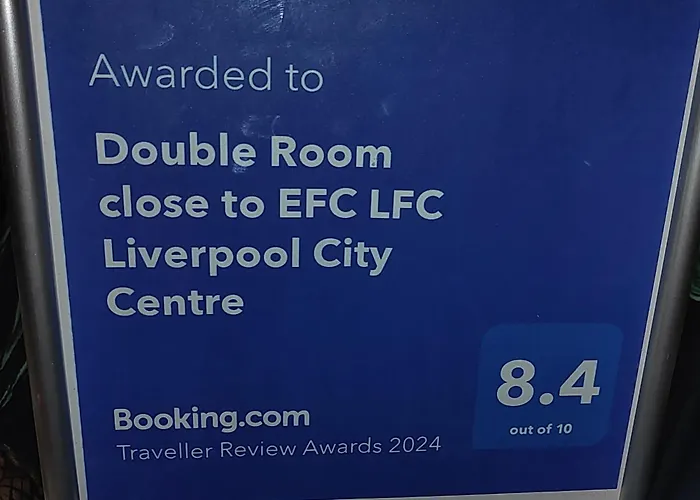 Awarded to
Double Room
close to EFC LFC
Liverpool City
Centre
8.4
out of 10
Booking.com
Traveller Review Awards 2024